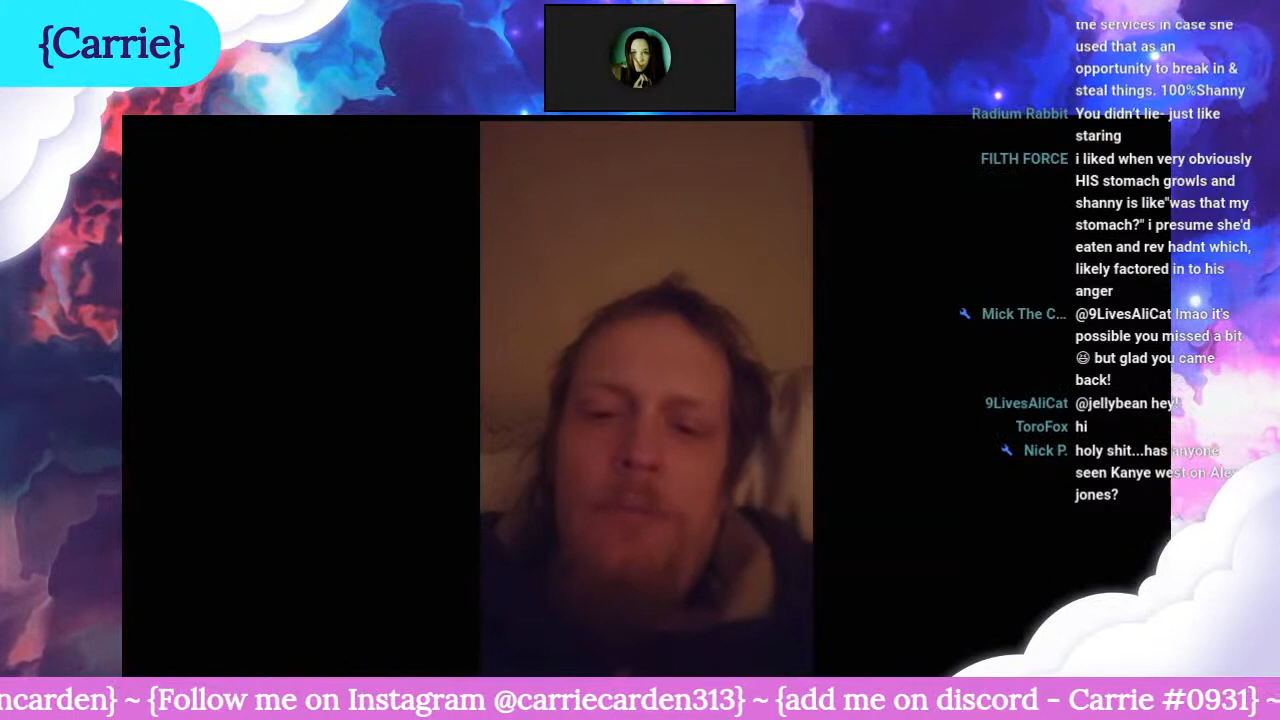 {Carrie}
the services in case she
used that as an
opportunity to break in &
steal things. 100%Shanny
Radium Rabbit You didn't lie- just like
staring
FILTH FORCE i liked when very obviously
HIS stomach growls and
shanny is like"was that my
stomach?" i presume she'd
eaten and rev hadnt which,
likely factored in to his
anger
Mick The C... @9LivesAliCat lmao it's
possible you missed a bit
😆 but glad you came
back!
9LivesAliCat @jellybean hey!
ToroFox hi
Nick P. holy shit...has anyone
seen Kanye west on Alex
jones?
ncarden} ~ {Follow me on Instagram @carriecarden313} ~ {add me on discord - Carrie #0931} ~